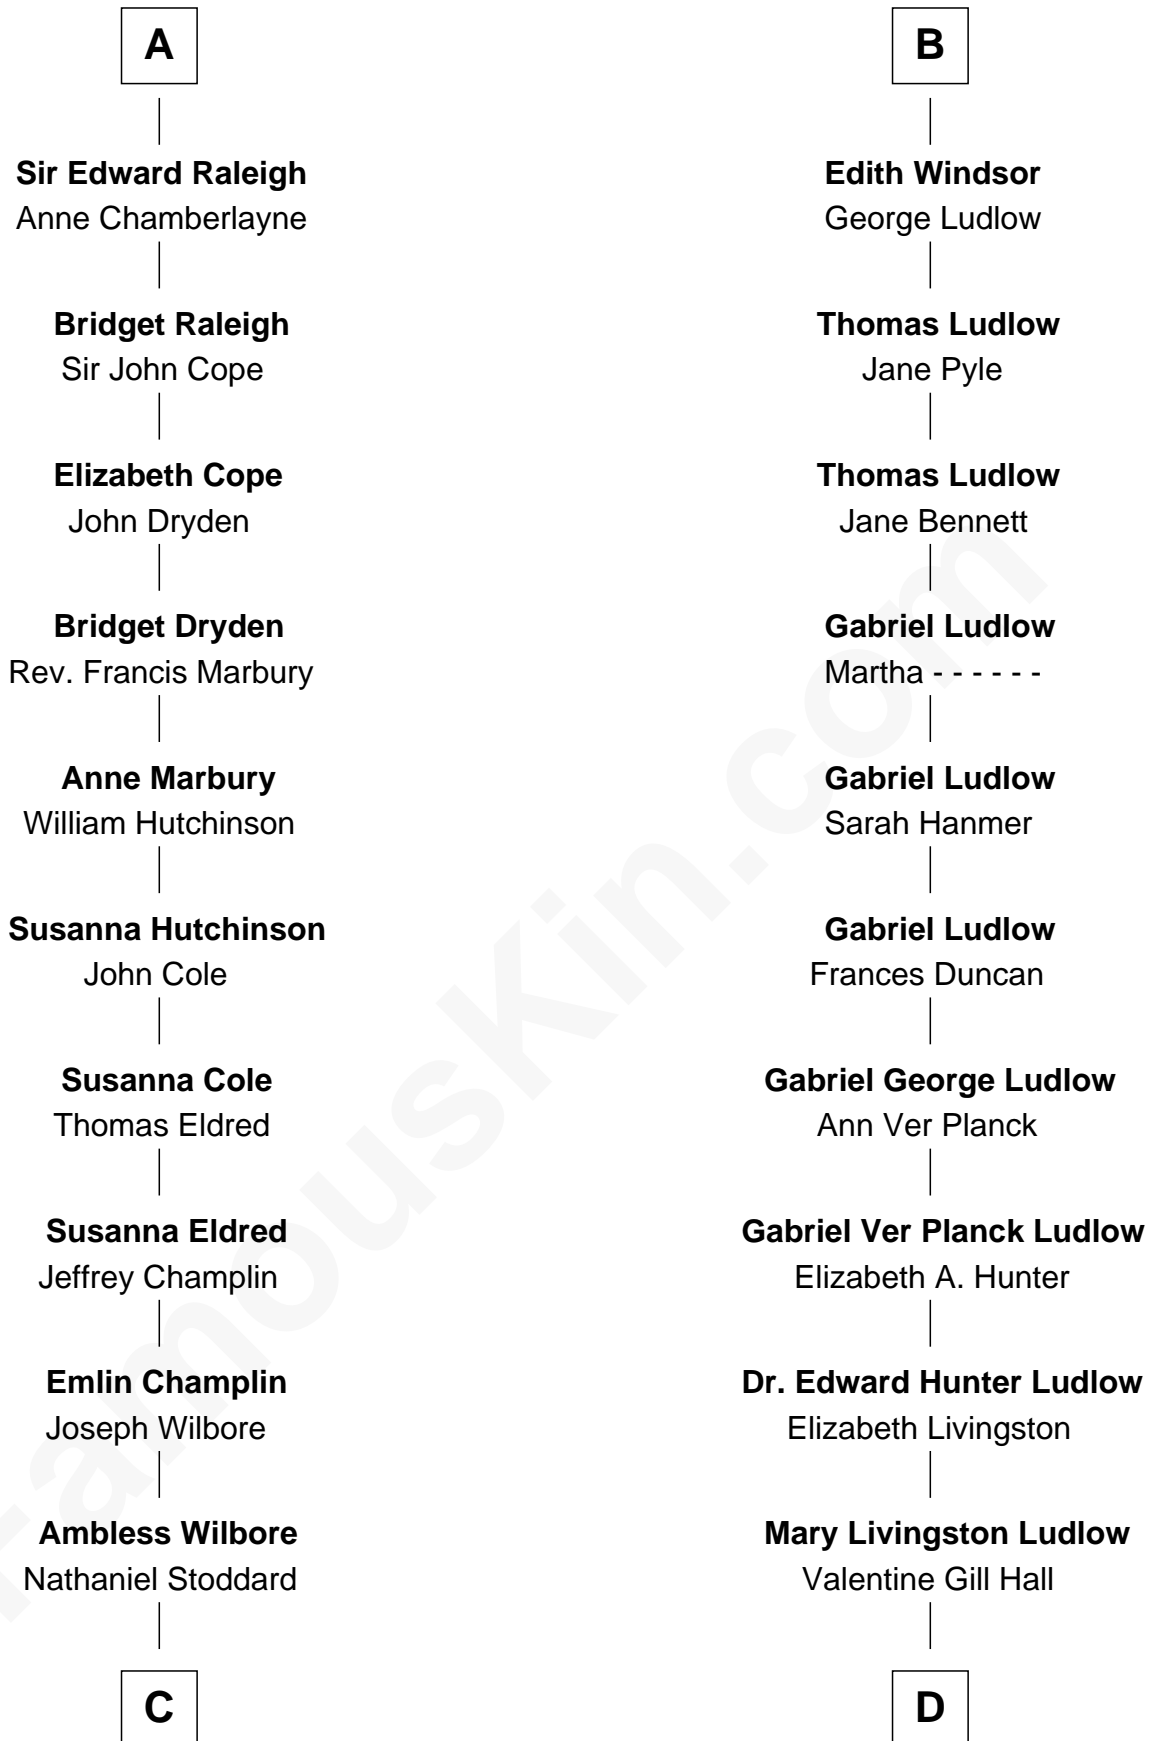 A
Sir Edward Raleigh
Anne Chamberlayne
Bridget Raleigh
Sir John Cope
Elizabeth Cope
John Dryden
Bridget Dryden
Rev. Francis Marbury
Anne Marbury
William Hutchinson
Susanna Hutchinson
John Cole
Susanna Cole
Thomas Eldred
Susanna Eldred
Jeffrey Champlin
Emlin Champlin
Joseph Wilbore
Ambless Wilbore
Nathaniel Stoddard
C
B
Edith Windsor
George Ludlow
Thomas Ludlow
Jane Pyle
Thomas Ludlow
Jane Bennett
Gabriel Ludlow
Martha - - - - - -
Gabriel Ludlow
Sarah Hanmer
Gabriel Ludlow
Frances Duncan
Gabriel George Ludlow
Ann Ver Planck
Gabriel Ver Planck Ludlow
Elizabeth A. Hunter
Dr. Edward Hunter Ludlow
Elizabeth Livingston
Mary Livingston Ludlow
Valentine Gill Hall
D
FamousKin.com